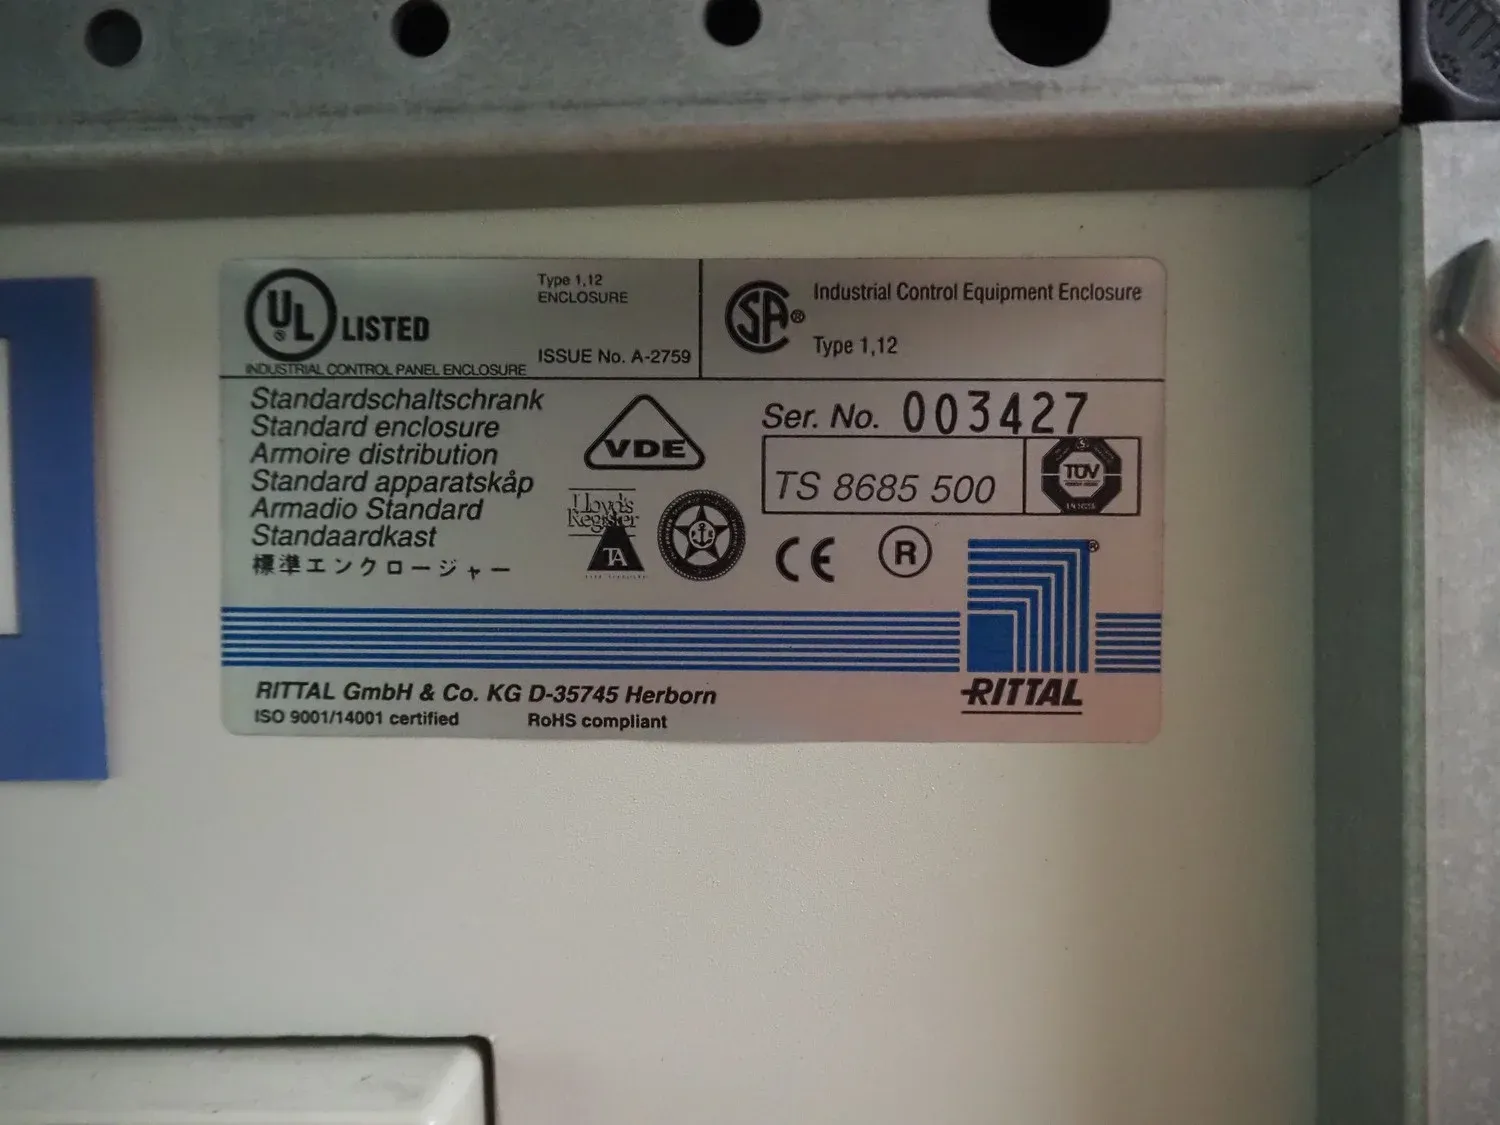 RITTAL
UL ® LISTED
INDUSTRIAL CONTROL PANEL ENCLOSURE
Type 1,12
ENCLOSURE
ISSUE No. A-2759
SA ®
Industrial Control Equipment Enclosure
Type 1,12
Standardschaltschrank
Standard enclosure
Armoire distribution
Standard apparatskåp
Armadio Standard
Standaardkast
標準エンクロージャー
VDE
Lloyd's
Register
TA
Ser. No. 003427
TS 8685 500
TÜV
CE
R
®
RITTAL
RITTAL GmbH & Co. KG D-35745 Herborn
ISO 9001/14001 certified RoHS compliant